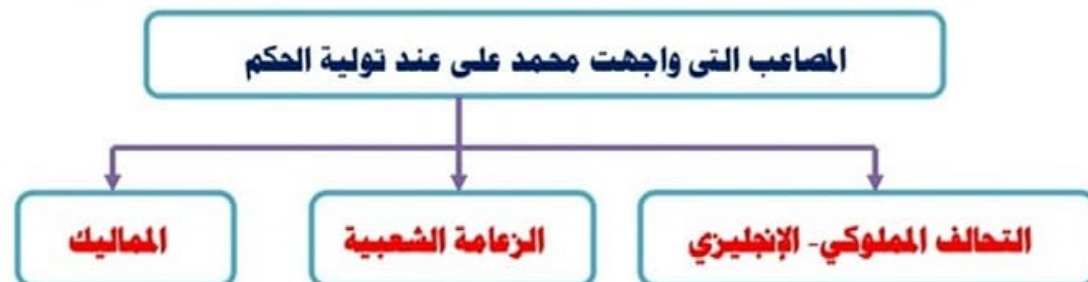 المصاعب التى واجهت محمد على عند تولية الحكم
التحالف المملوكي- الإنجليزي
الزعامة الشعبية
المماليك